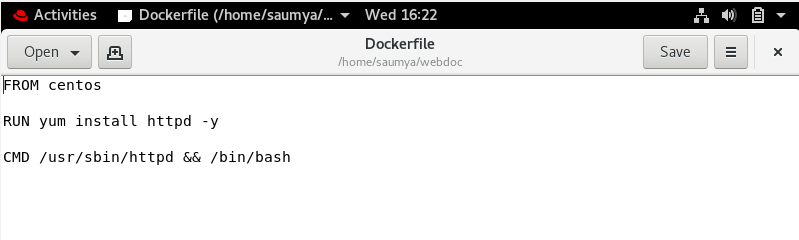 Activities Dockerfile (/home/saumya/... Wed 16:22
Open Dockerfile Save
/home/saumya/webdoc
FROM centos
RUN yum install httpd -y
CMD /usr/sbin/httpd && /bin/bash